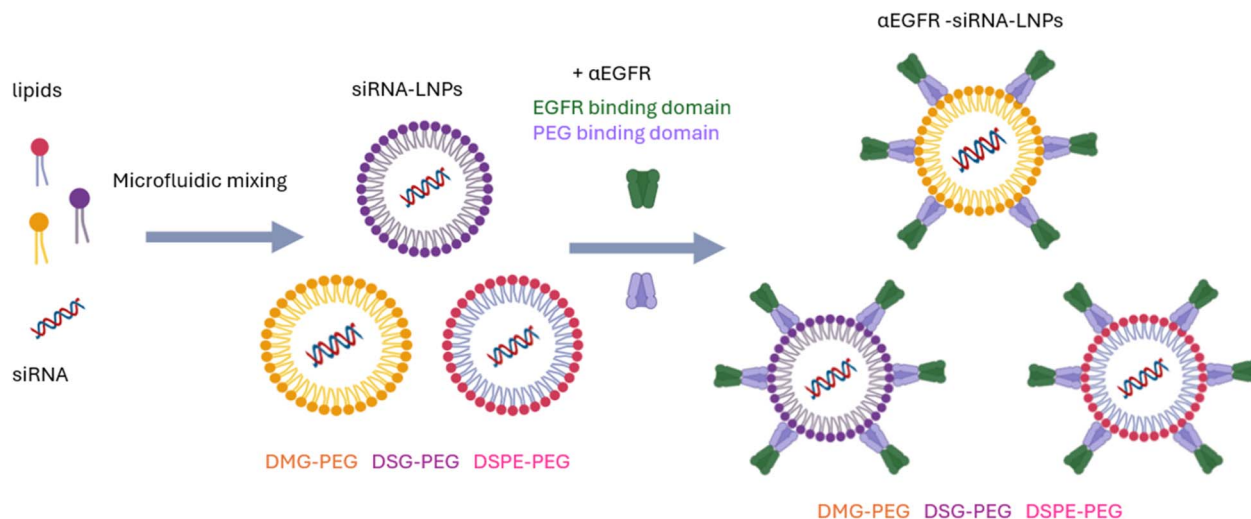 lipids
Microfluidic mixing
siRNA
siRNA-LNPs
DMG-PEG DSG-PEG DSPE-PEG
+ αEGFR
EGFR binding domain
PEG binding domain
αEGFR -siRNA-LNPs
DMG-PEG DSG-PEG DSPE-PEG